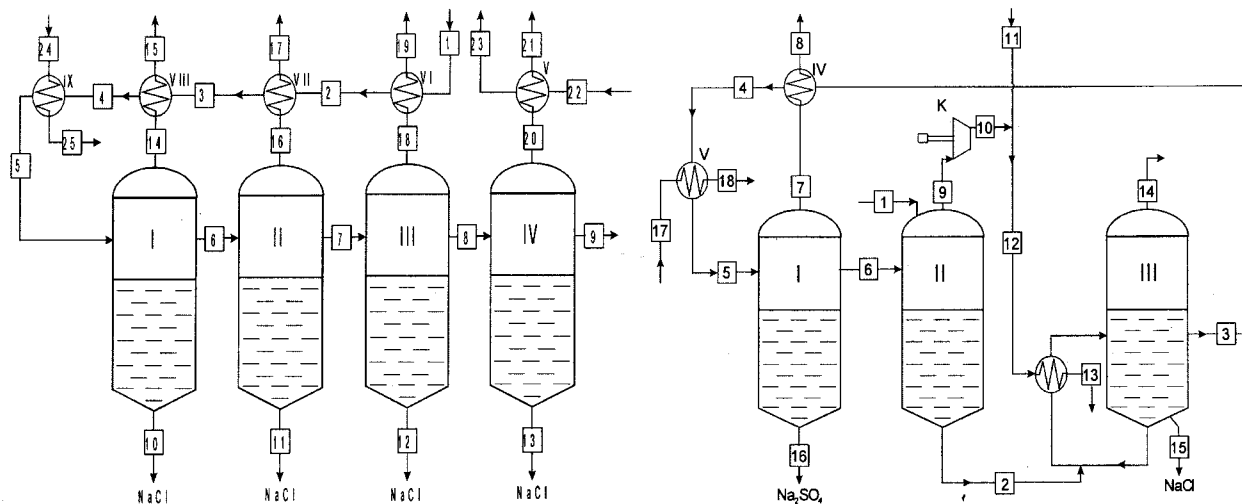 24 15 17 19 1 23 21
IX 4 VIII 3 VII 2 VI V 22
25 14 16 18 20
5
I 6 II 7 III 8 IV 9
10 11 12 13
NaCl NaCl NaCl NaCl
8 11
4 IV
K 10
V 18 7 9 14
17 1 12
5 I 6 II III
3
13
16 15
Na₂SO₄ 2 NaCl